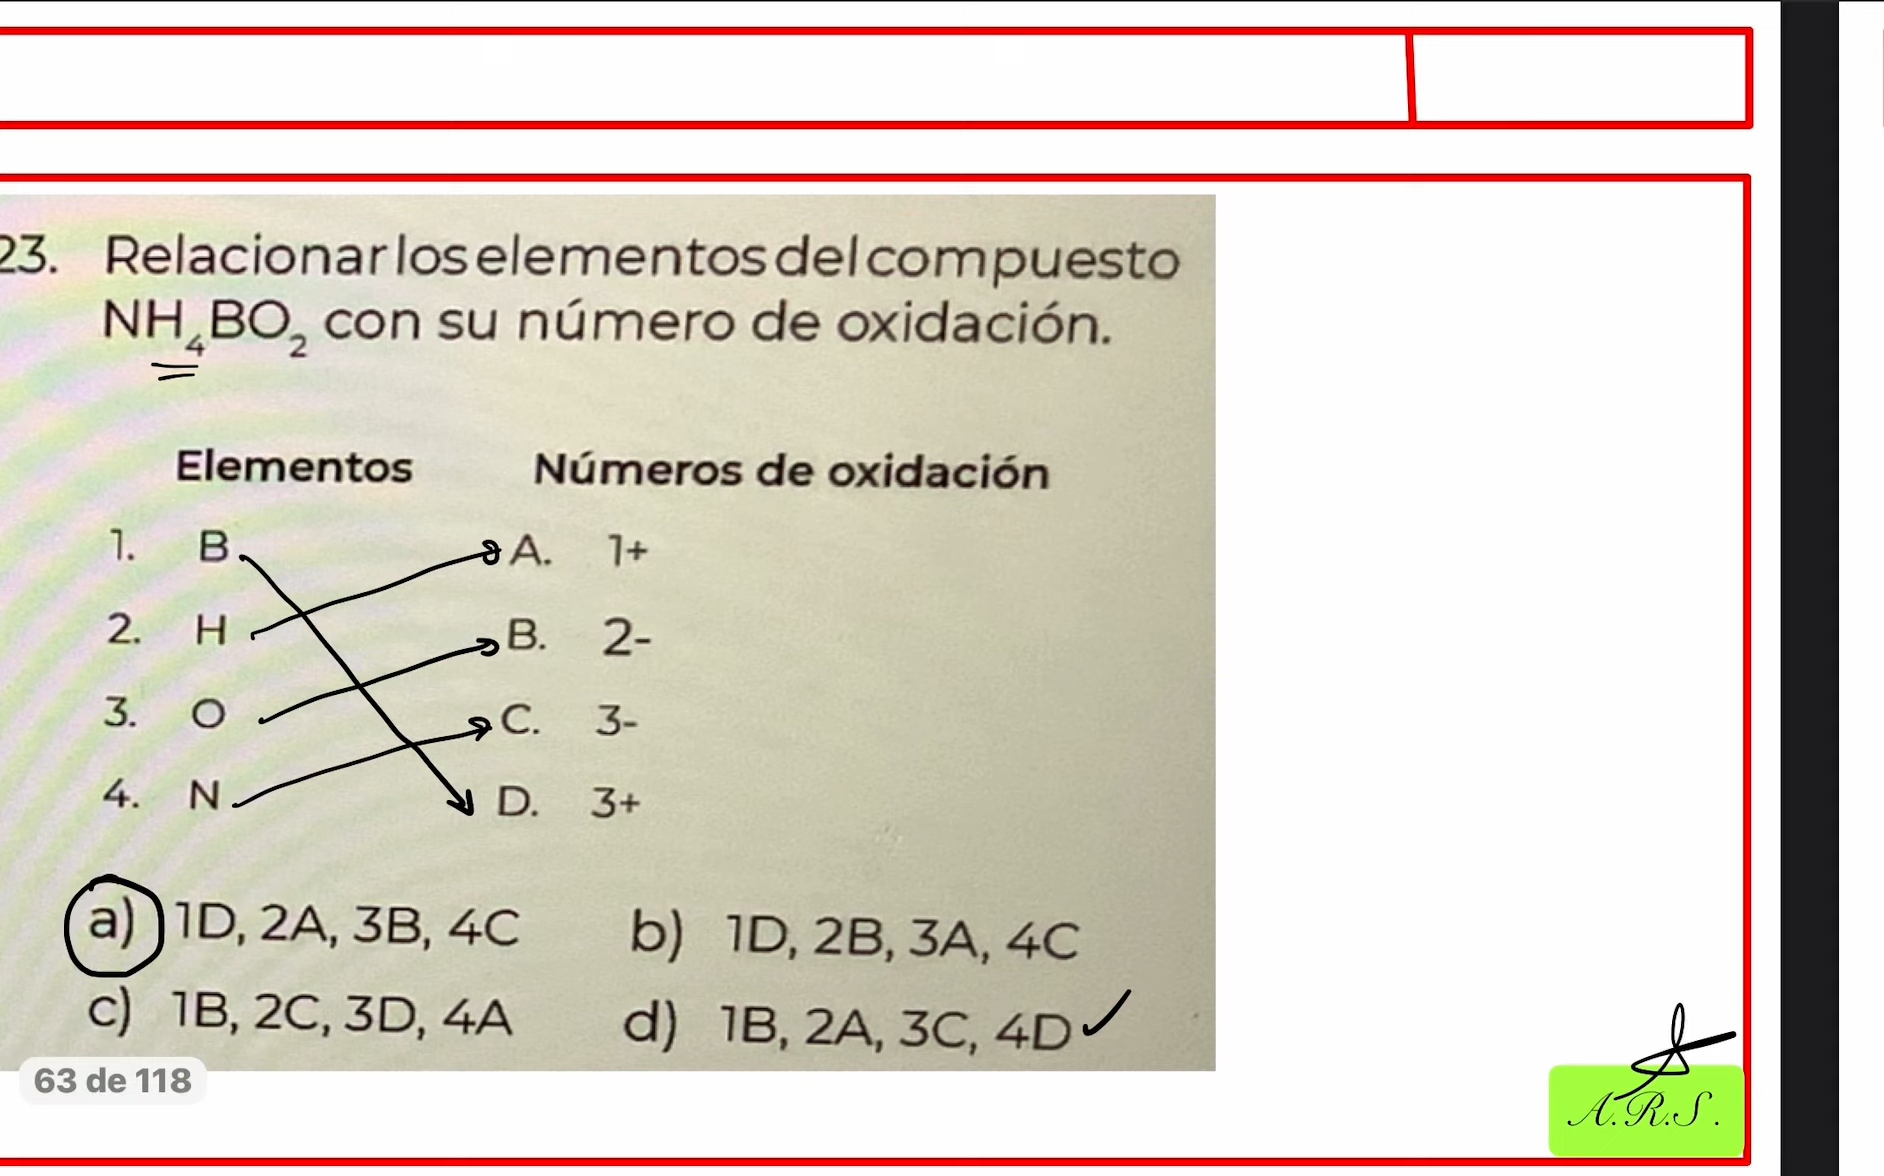 23. Relacionar los elementos del compuesto
NH₄BO₂ con su número de oxidación.
Elementos Números de oxidación
1. B A. 1+
2. H B. 2-
3. O C. 3-
4. N D. 3+
a) 1D, 2A, 3B, 4C b) 1D, 2B, 3A, 4C
c) 1B, 2C, 3D, 4A d) 1B, 2A, 3C, 4D
63 de 118
A.R.S.